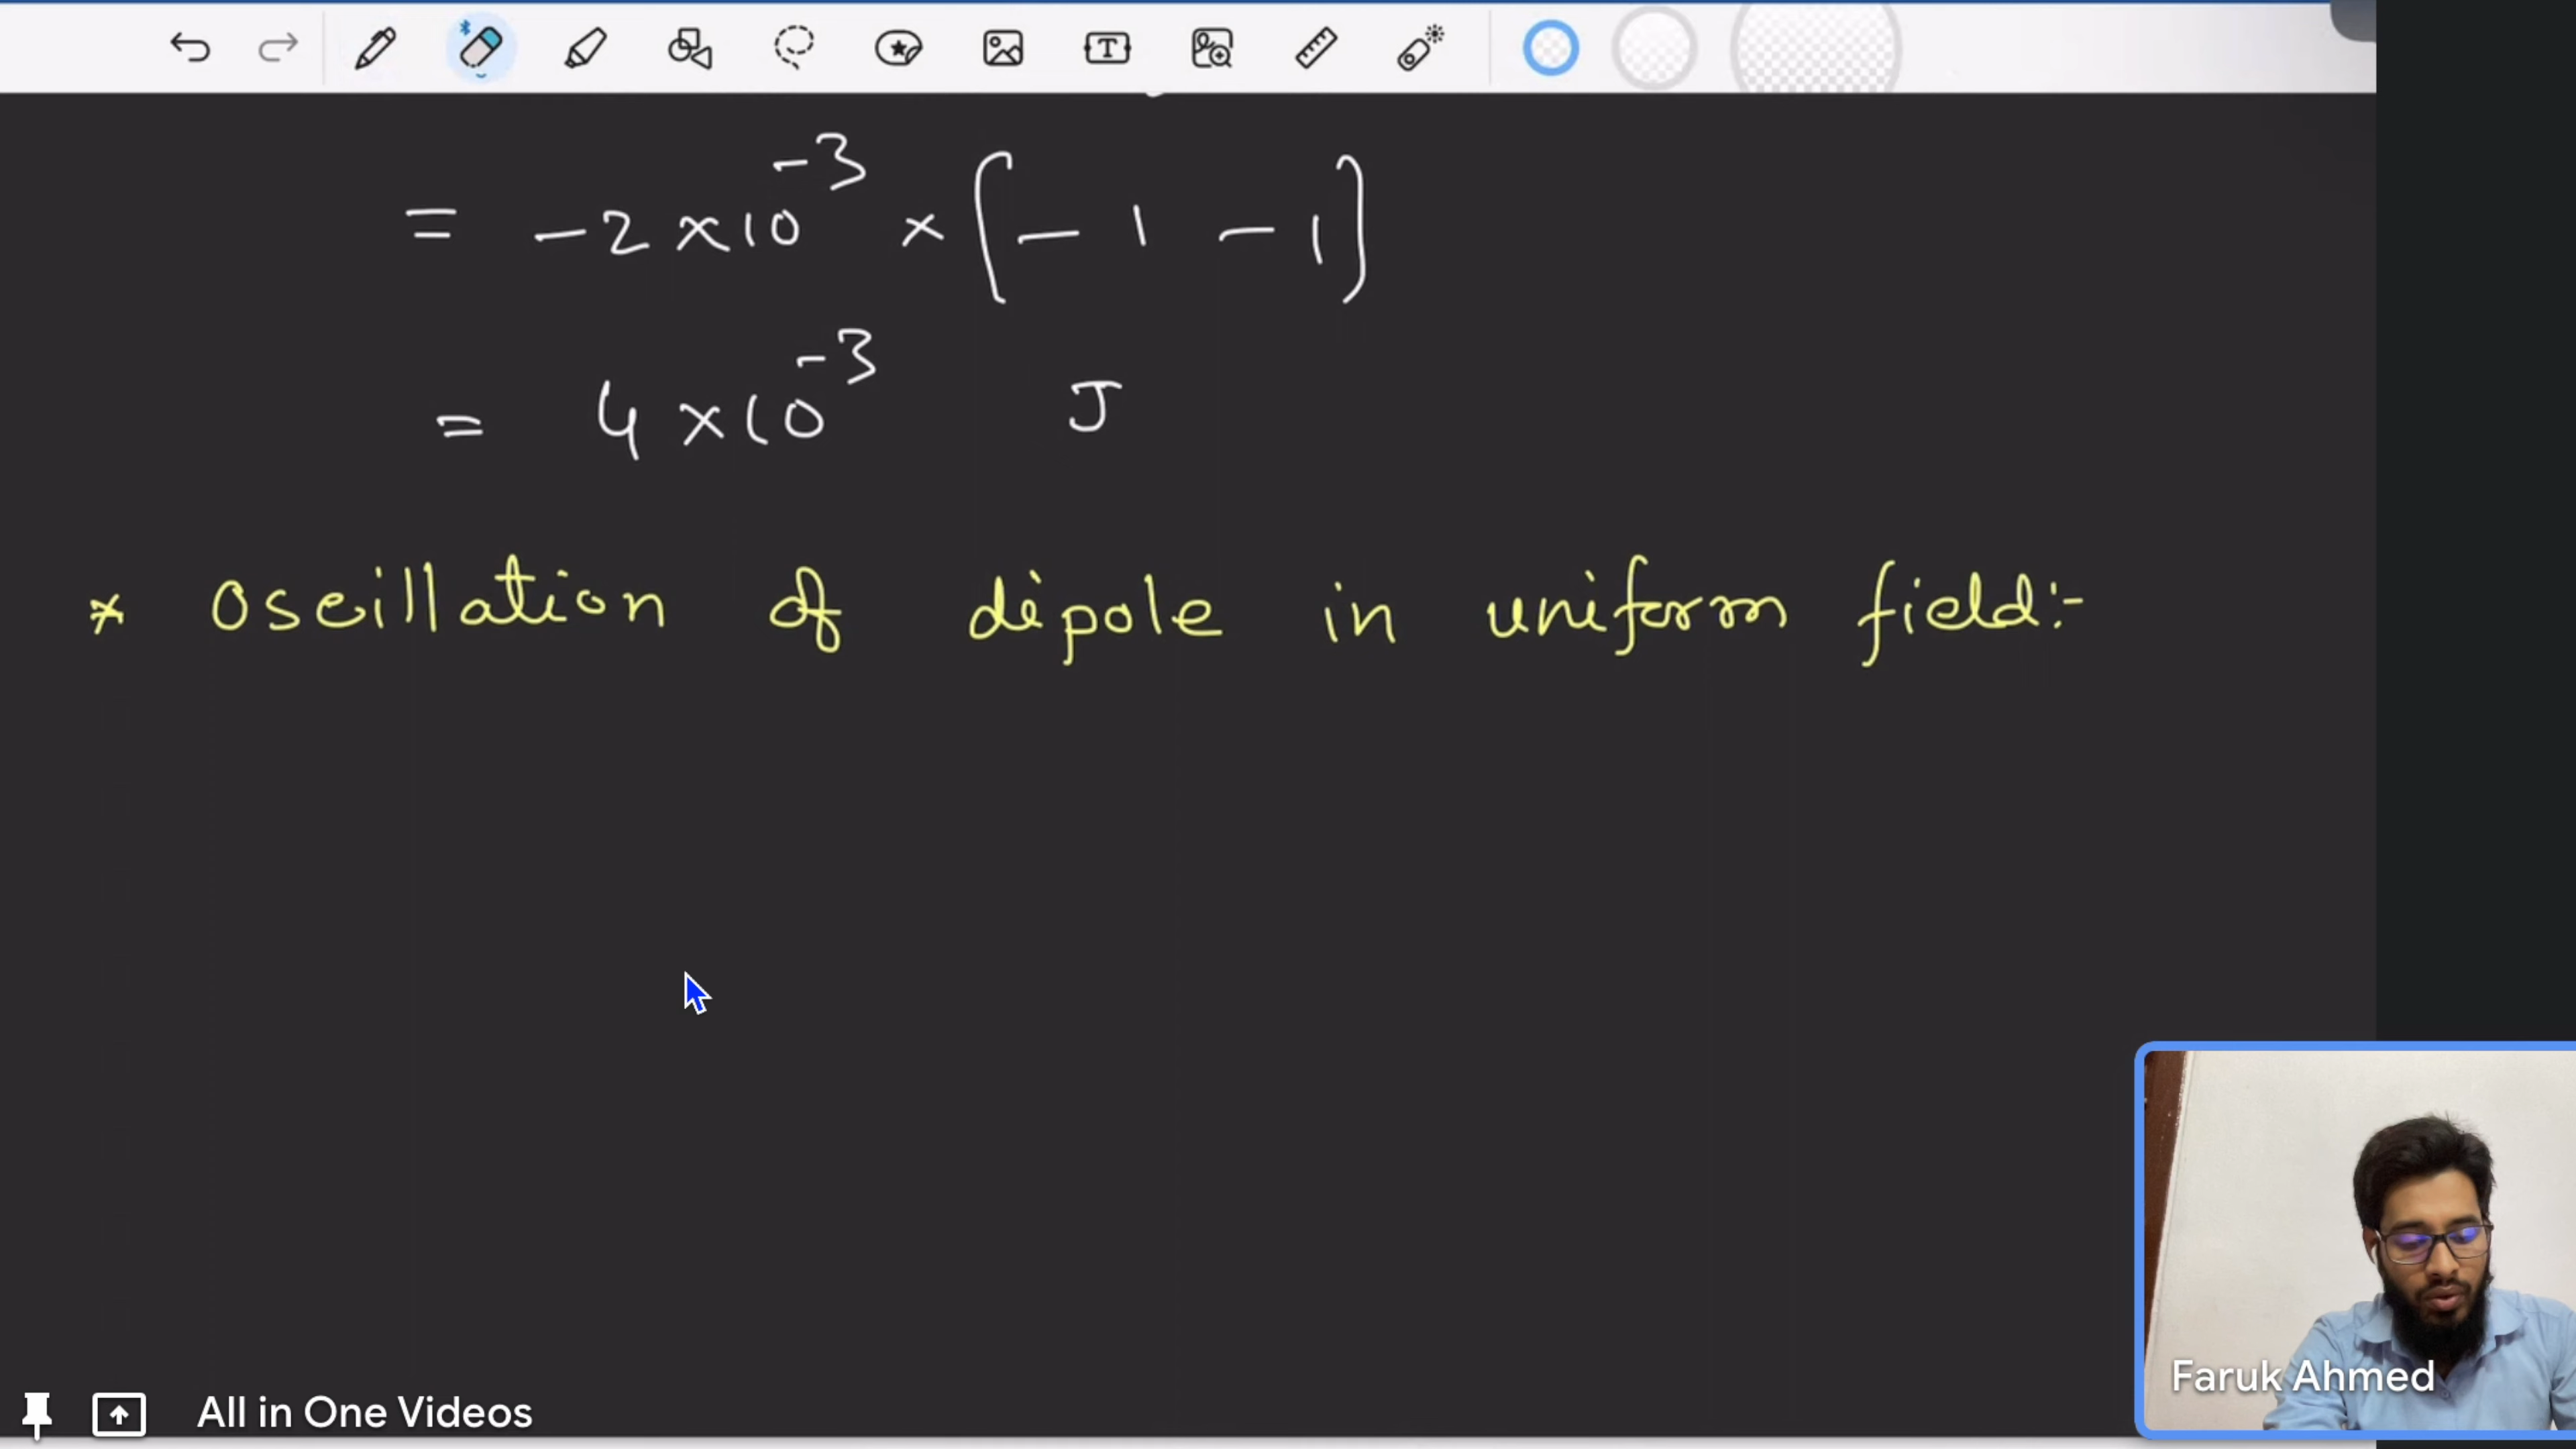 = -2 × 10⁻³ × [-1 -1]
= 4 × 10⁻³ J
* Oscillation of dipole in uniform field:-
Faruk Ahmed
All in One Videos